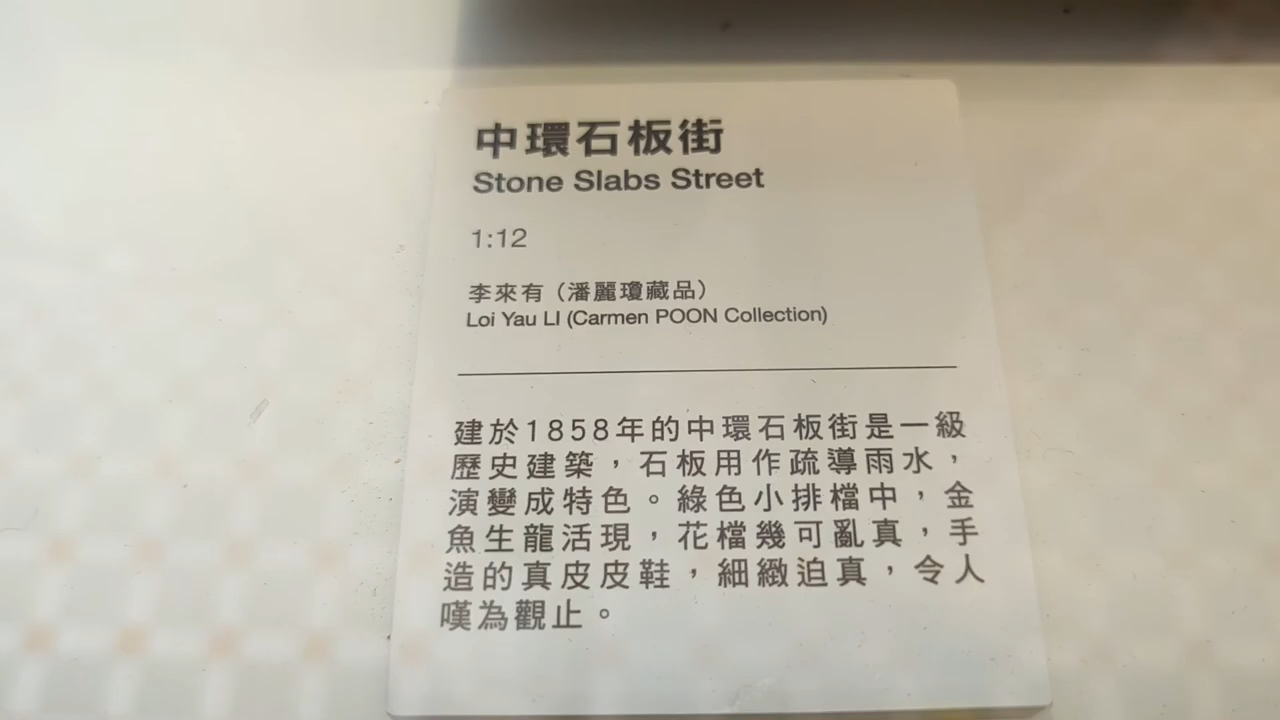 中環石板街
Stone Slabs Street
1:12
李來有（潘麗瓊藏品）
Loi Yau LI (Carmen POON Collection)
建於1858年的中環石板街是一級
歷史建築，石板用作疏導雨水，
演變成特色。綠色小排檔中，金
魚生龍活現，花檔幾可亂真，手
造的真皮皮鞋，細緻迫真，令人
嘆為觀止。